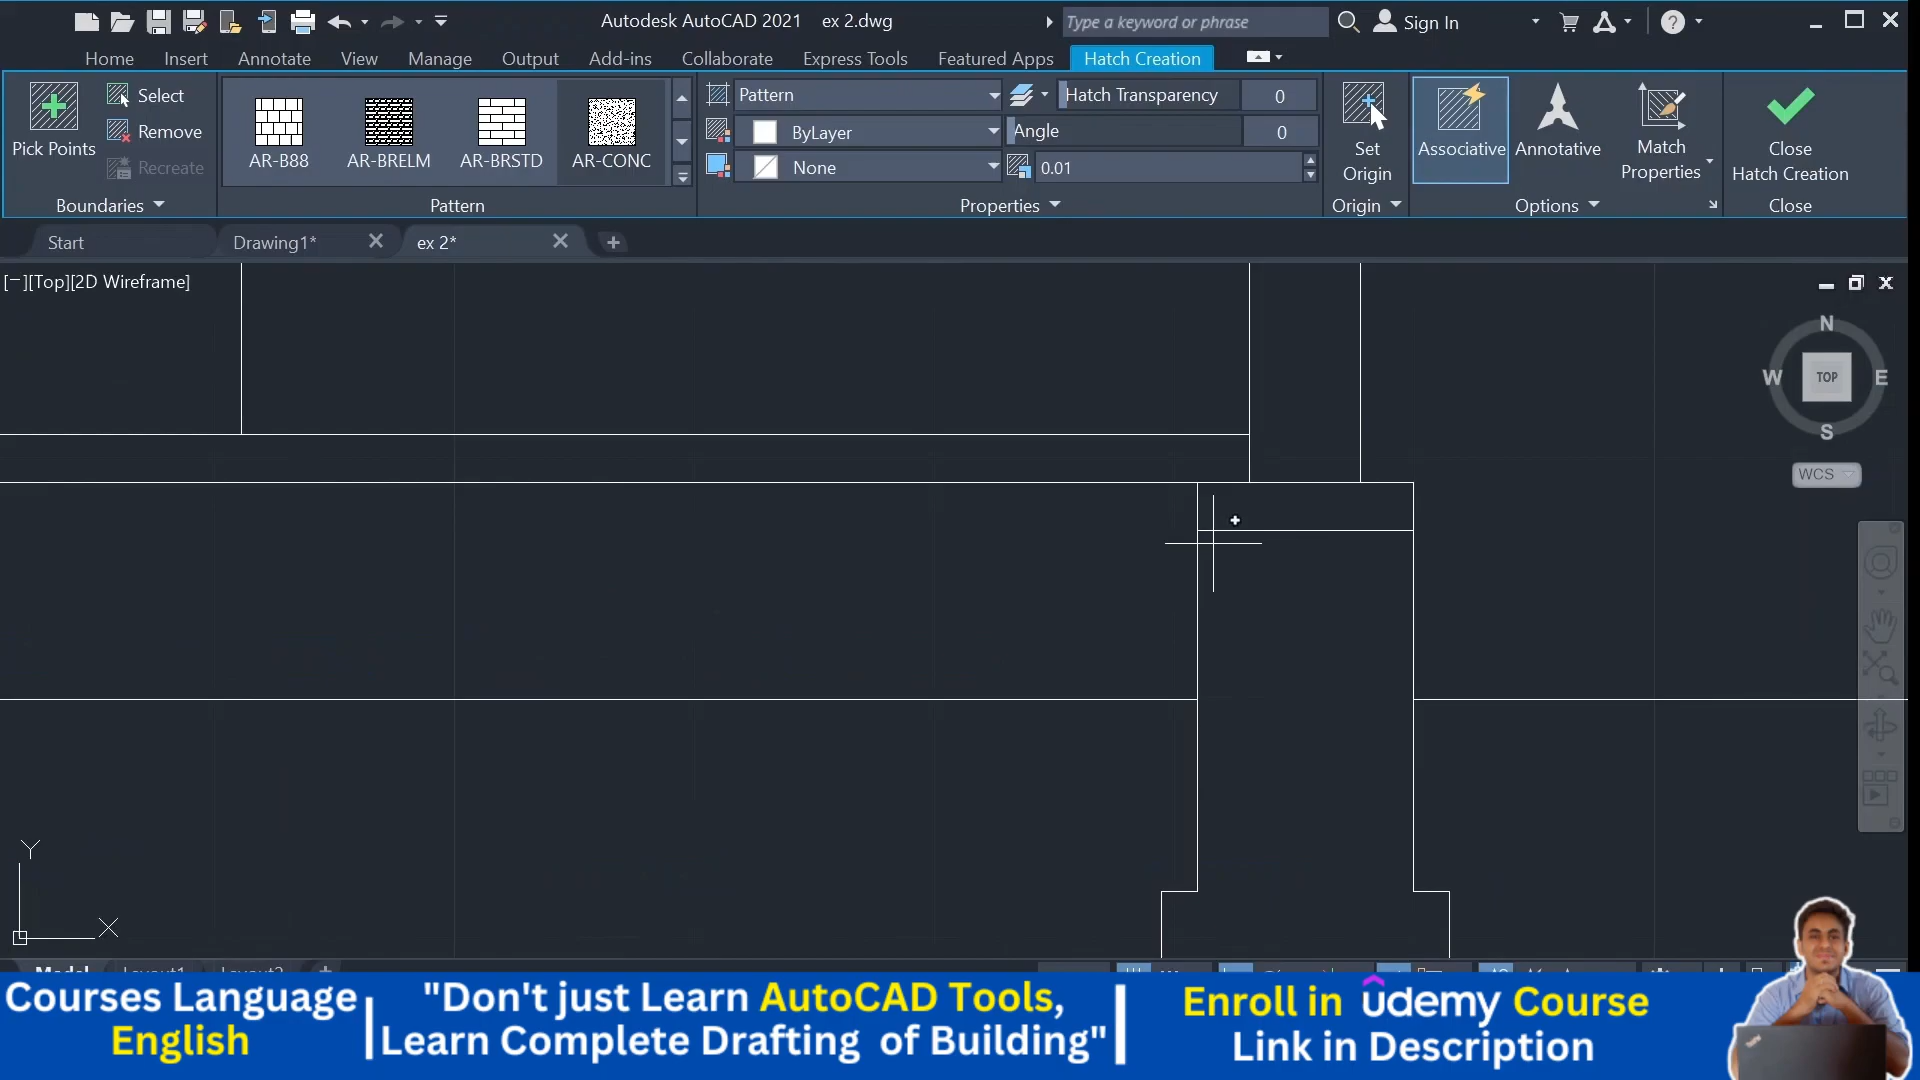 Autodesk AutoCAD 2021 ex 2.dwg
Type a keyword or phrase
Sign In
Home Insert Annotate View Manage Output Add-ins Collaborate Express Tools Featured Apps Hatch Creation
Pick Points
Select
Remove
Recreate
Boundaries
AR-B88 AR-BRELM AR-BRSTD AR-CONC
Pattern
Pattern
ByLayer
None
Hatch Transparency 0
Angle 0
0.01
Properties
Set
Origin
Origin
Associative
Annotative
Match
Properties
Options
Close
Hatch Creation
Close
Start Drawing1* ex 2*
[−][Top][2D Wireframe]
N
W TOP E
S
WCS
Y
X
Model Layout1 Layout2
Courses Language
English
"Don't just Learn AutoCAD Tools,
Learn Complete Drafting of Building"
Enroll in udemy Course
Link in Description